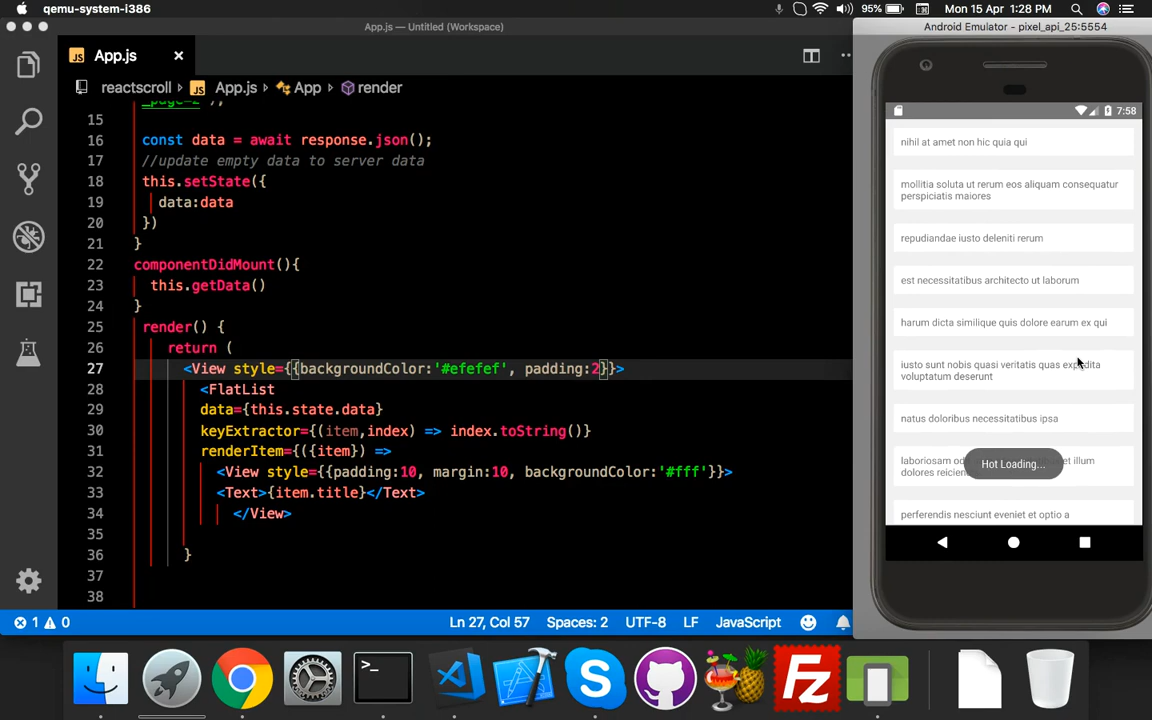 qemu-system-i386
95%
Mon 15 Apr 1:28 PM
App.js — Untitled (Workspace)
Android Emulator - pixel_api_25:5554
JS App.js
reactscroll JS App.js App render
15
16 const data = await response.json();
17 //update empty data to server data
18 this.setState({
19 data:data
20 })
21 }
22 componentDidMount(){
23 this.getData()
24 }
25 render() {
26 return (
27 <View style={{backgroundColor:'#efefef', padding:2}}>
28 <FlatList
29 data={this.state.data}
30 keyExtractor={(item,index) => index.toString()}
31 renderItem={({item}) =>
32 <View style={{padding:10, margin:10, backgroundColor:'#fff'}}>
33 <Text>{item.title}</Text>
34 </View>
35
36 }
37
38
7:58
nihil at amet non hic quia qui
mollitia soluta ut rerum eos aliquam consequatur
perspiciatis maiores
repudiandae iusto deleniti rerum
est necessitatibus architecto ut laborum
harum dicta similique quis dolore earum ex qui
iusto sunt nobis quasi veritatis quas expedita
voluptatum deserunt
natus doloribus necessitatibus ipsa
laboriosam
et illum
dolores
Hot Loading...
perferendis nesciunt eveniet et optio a
1 0
Ln 27, Col 57
Spaces: 2
UTF-8
LF
JavaScript
>_
S
Fz